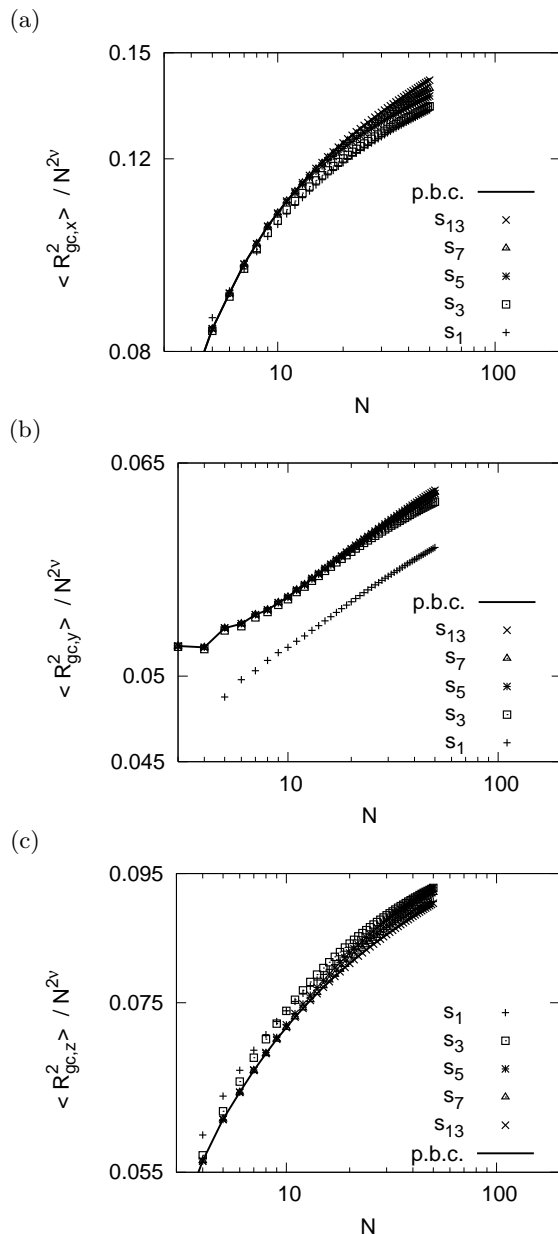 (a)
0.15
0.12
0.08
< R²gc,x> / N²ν
p.b.c.
s13
s7
s5
s3
s1
10
100
N
(b)
0.065
0.05
0.045
< R²gc,y> / N²ν
p.b.c.
s13
s7
s5
s3
s1
10
100
N
(c)
0.095
0.075
0.055
< R²gc,z> / N²ν
s1
s3
s5
s7
s13
p.b.c.
10
100
N